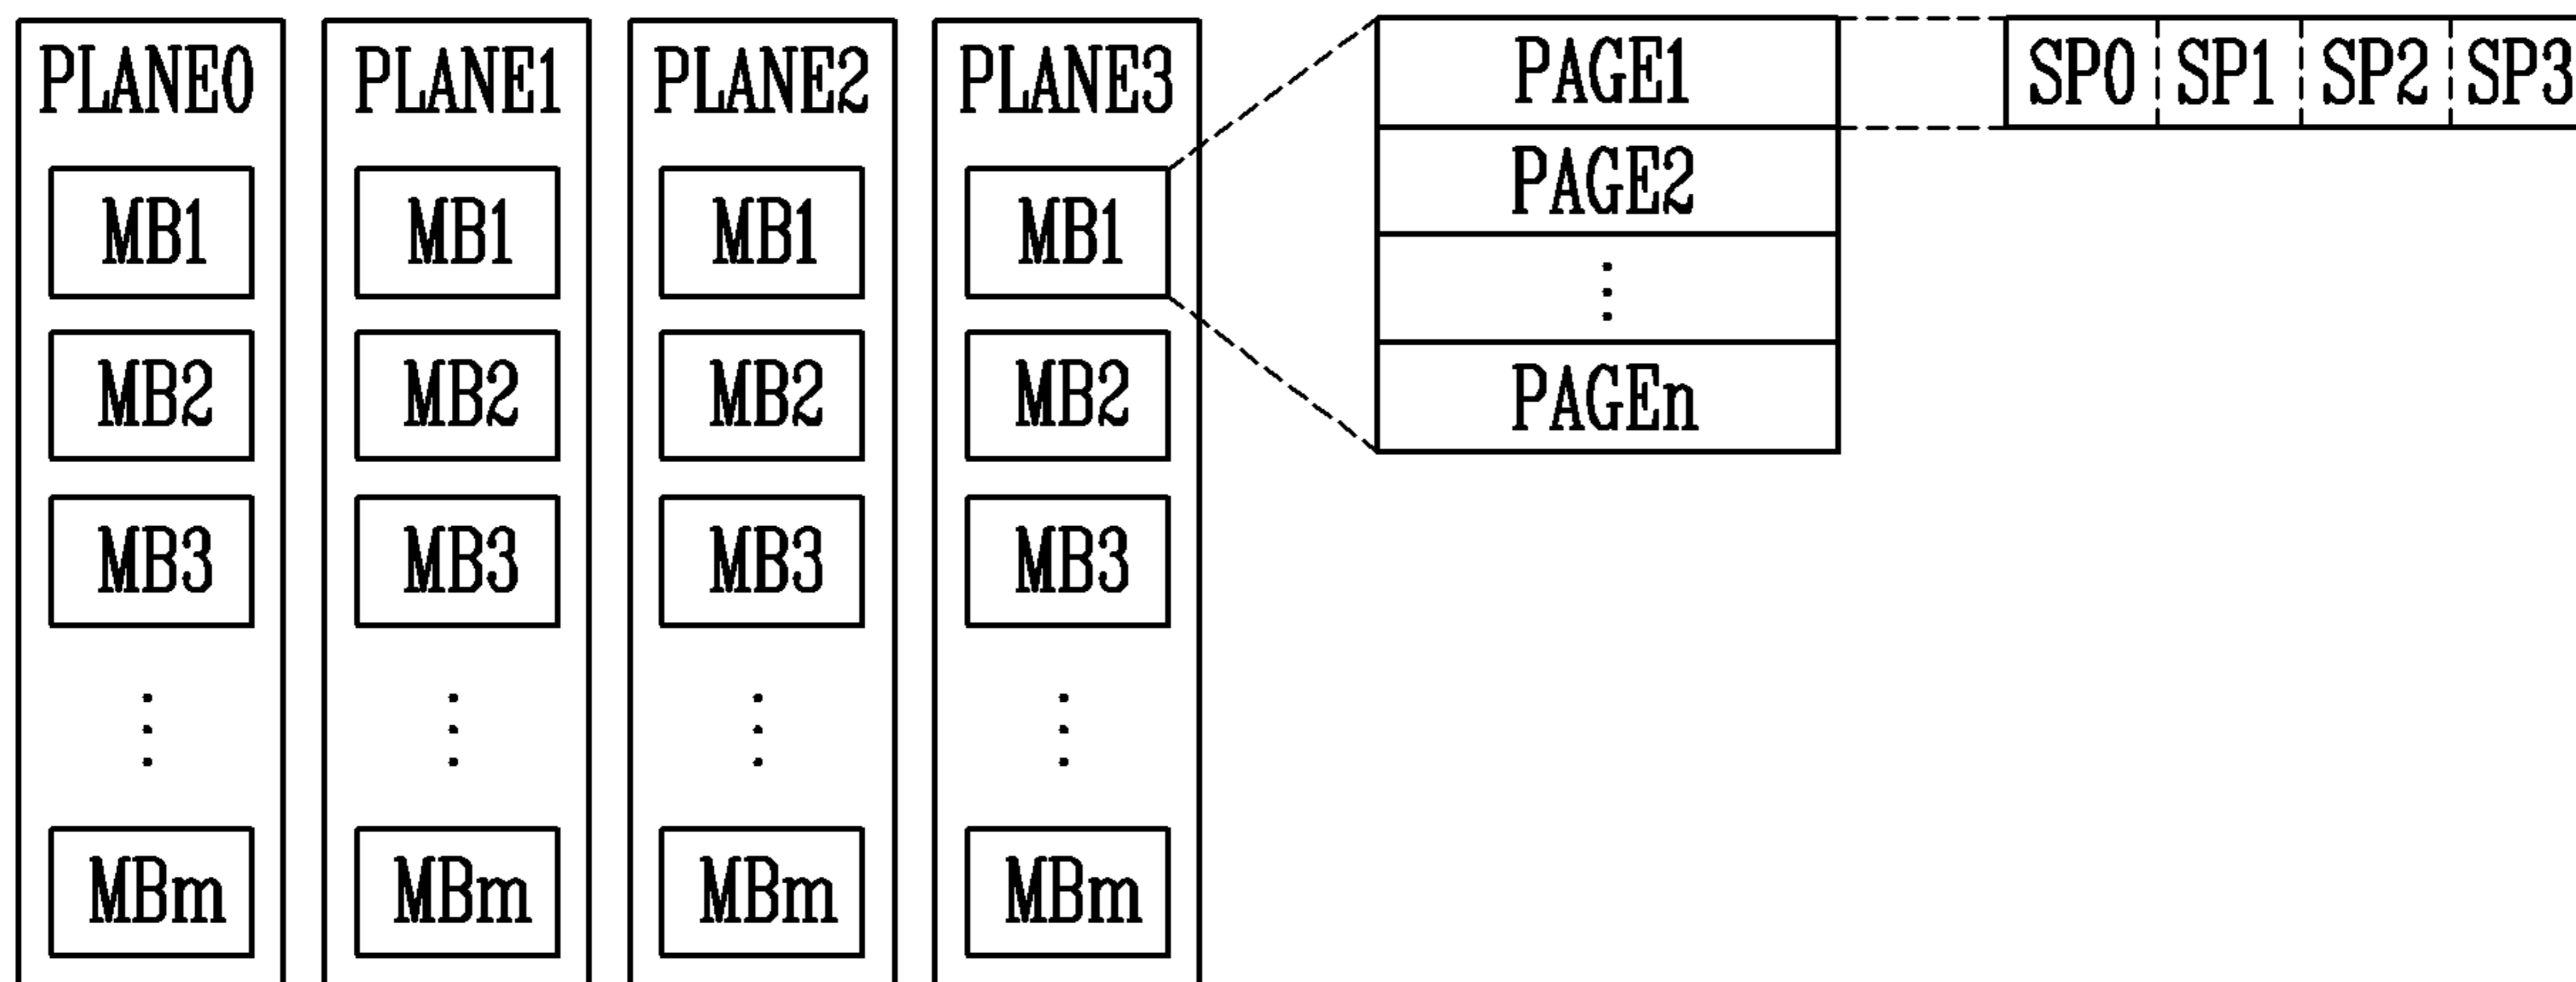 PLANE0 PLANE1 PLANE2 PLANE3
MB1 MB1 MB1 MB1
MB2 MB2 MB2 MB2
MB3 MB3 MB3 MB3
MBm MBm MBm MBm
PAGE1
PAGE2
PAGEn
SP0 SP1 SP2 SP3